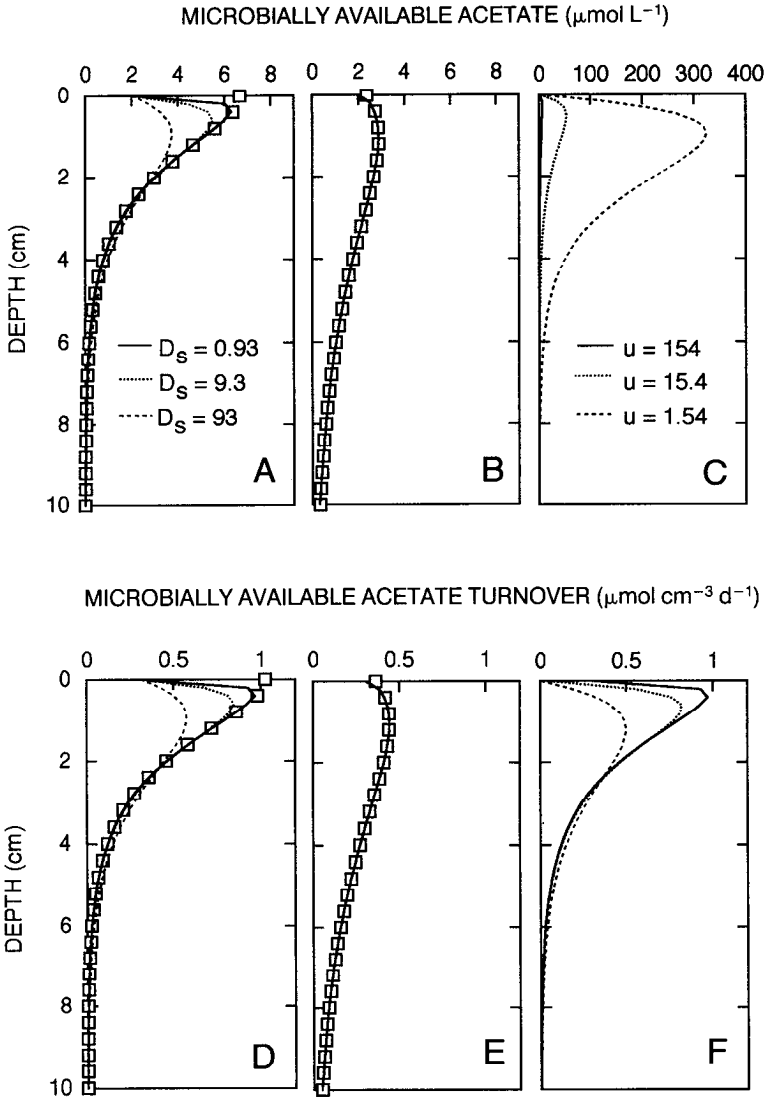 MICROBIALLY AVAILABLE ACETATE (μmol L⁻¹)
0 2 4 6 8 0 2 4 6 8 0 100 200 300 400
0
2
4
6
8
10
DEPTH (cm)
Dₛ = 0.93
Dₛ = 9.3
Dₛ = 93
u = 154
u = 15.4
u = 1.54
A B C
MICROBIALLY AVAILABLE ACETATE TURNOVER (μmol cm⁻³ d⁻¹)
0 0.5 1 0 0.5 1 0 0.5 1
0
2
4
6
8
10
DEPTH (cm)
D E F